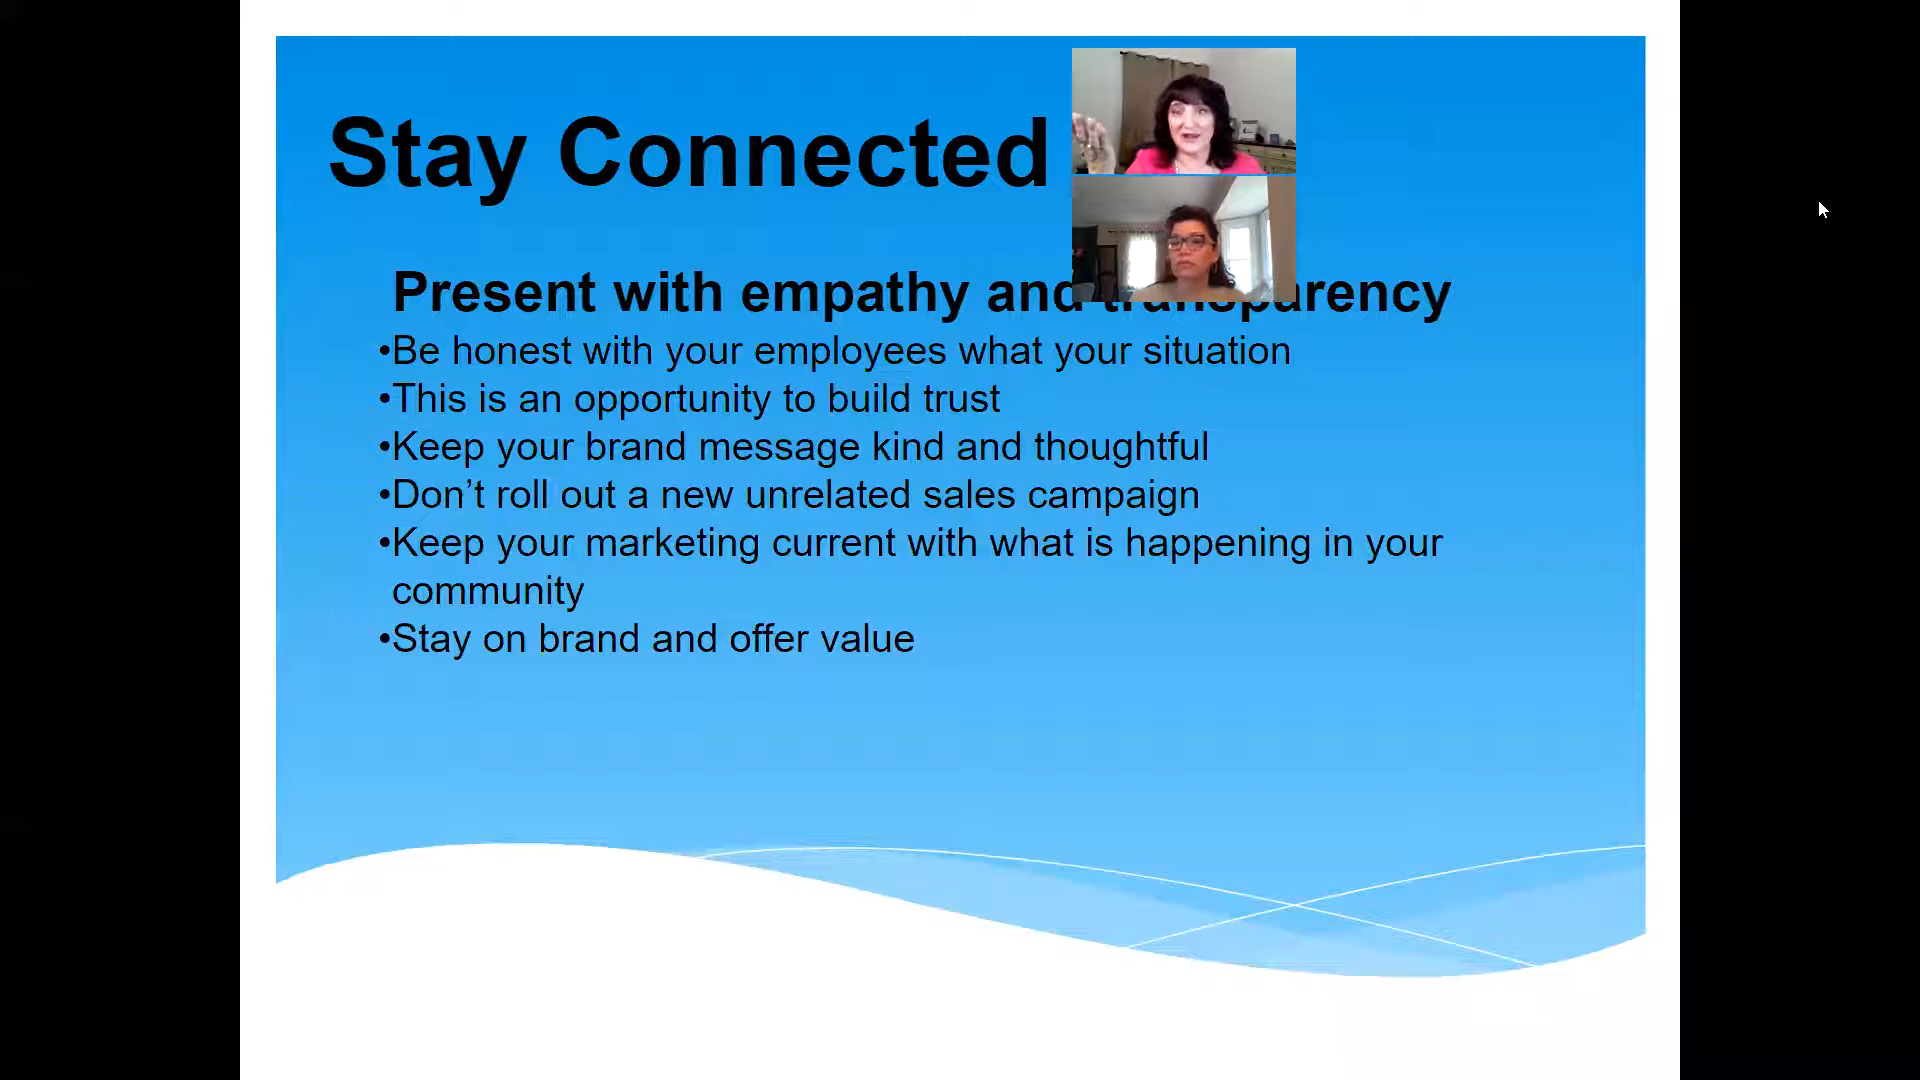 Stay Connected
Present with empathy and transparency
•Be honest with your employees what your situation
•This is an opportunity to build trust
•Keep your brand message kind and thoughtful
•Don’t roll out a new unrelated sales campaign
•Keep your marketing current with what is happening in your
community
•Stay on brand and offer value